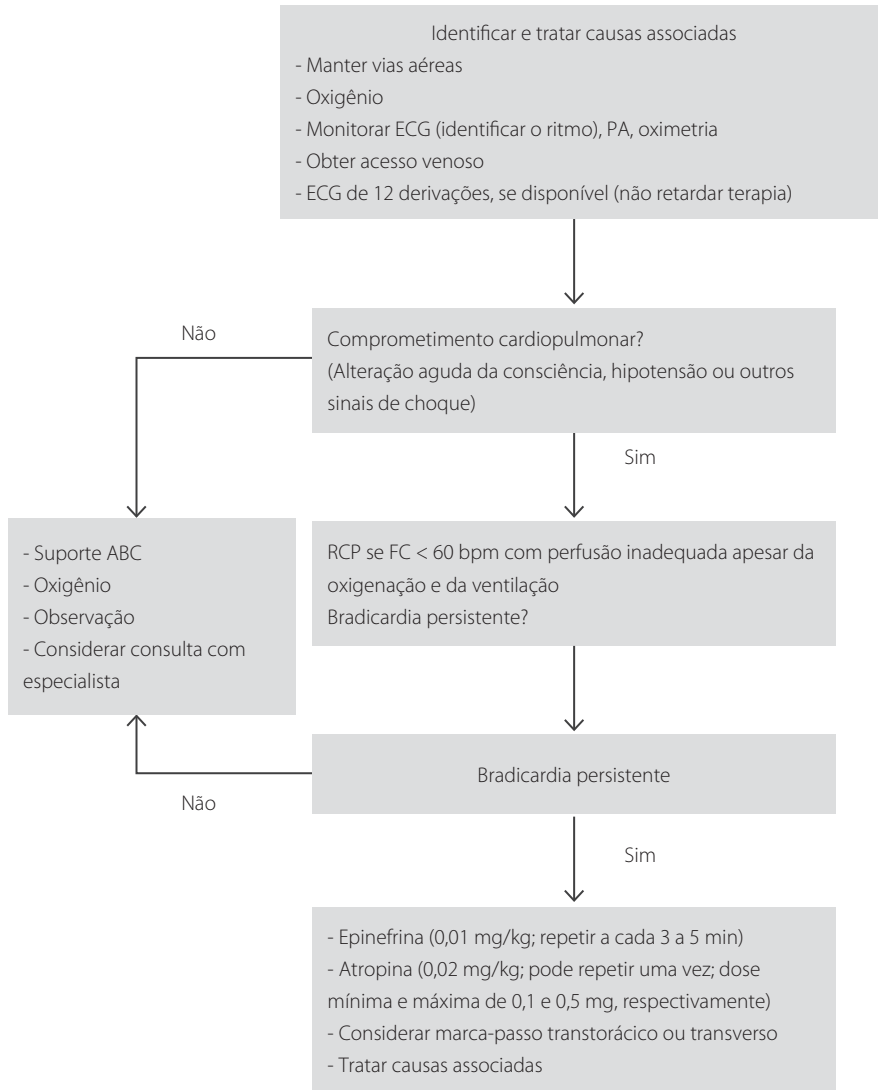 Identificar e tratar causas associadas
- Manter vias aéreas
- Oxigênio
- Monitorar ECG (identificar o ritmo), PA, oximetria
- Obter acesso venoso
- ECG de 12 derivações, se disponível (não retardar terapia)
Não
Comprometimento cardiopulmonar?
(Alteração aguda da consciência, hipotensão ou outros
sinais de choque)
Sim
- Suporte ABC
- Oxigênio
- Observação
- Considerar consulta com
especialista
RCP se FC < 60 bpm com perfusão inadequada apesar da
oxigenação e da ventilação
Bradicardia persistente?
Bradicardia persistente
Não
Sim
- Epinefrina (0,01 mg/kg; repetir a cada 3 a 5 min)
- Atropina (0,02 mg/kg; pode repetir uma vez; dose
mínima e máxima de 0,1 e 0,5 mg, respectivamente)
- Considerar marca-passo transtorácico ou transverso
- Tratar causas associadas